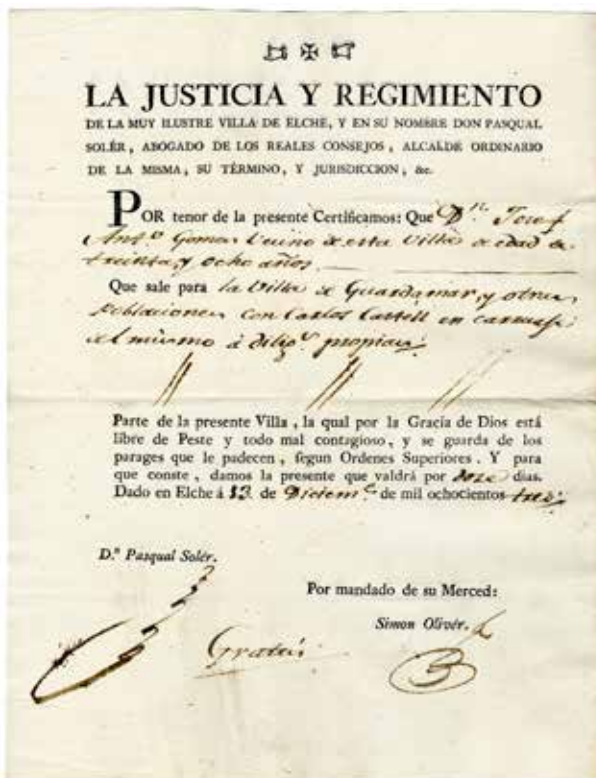 LA JUSTICIA Y REGIMIENTO
DE LA MUY ILUSTRE VILLA DE ELCHE, Y EN SU NOMBRE DON PASQUAL
SOLÉR, ABOGADO DE LOS REALES CONSEJOS, ALCALDE ORDINARIO
DE LA MISMA, SU TÉRMINO, Y JURISDICCION, &c.
POR tenor de la presente Certificamos: Que Dn. Josef
Anto. Gomez Vecino de esta Villa de edad de
treinta, y ocho años
Que sale para la Villa de Guardamar, y otras
Poblaciones con Carlos Castell en carruage
del mismo á dilig.s propias
Parte de la presente Villa, la qual por la Gracia de Dios está
libre de Peste y todo mal contagioso, y se guarda de los
parages que le padecen, segun Ordenes Superiores. Y para
que conste, damos la presente que valdrá por doze dias.
Dado en Elche á 13 de Diciem.e de mil ochocientos tres.
D.n Pasqual Solér.
Por mandado de su Merced:
Simon Olivér.
Gratis